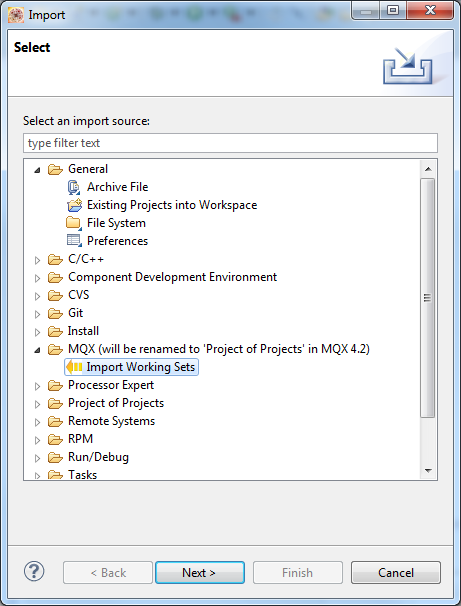 Import
Select
Select an import source:
type filter text
General
Archive File
Existing Projects into Workspace
File System
Preferences
C/C++
Component Development Environment
CVS
Git
Install
MQX (will be renamed to 'Project of Projects' in MQX 4.2)
Import Working Sets
Processor Expert
Project of Projects
Remote Systems
RPM
Run/Debug
Tasks
?
< Back
Next >
Finish
Cancel